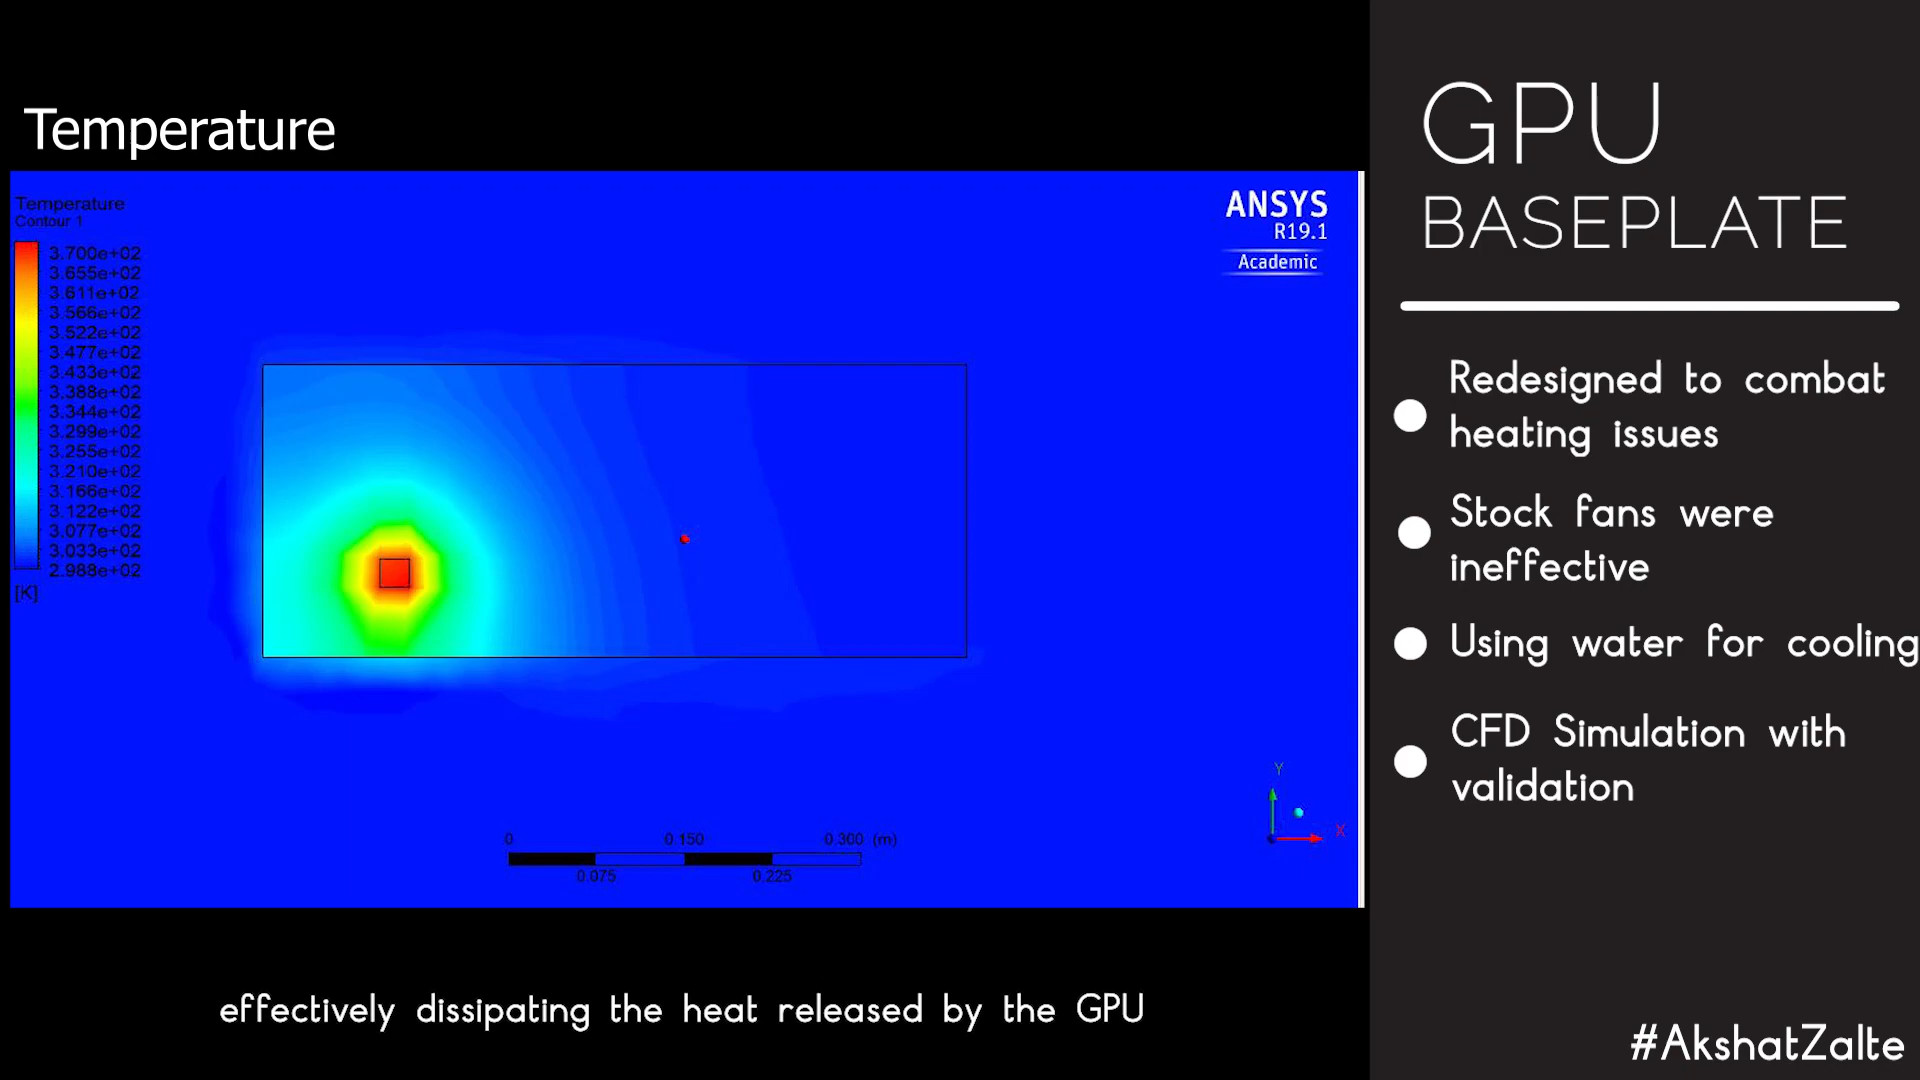 Temperature
Temperature
Contour 1
3.700e+02
3.655e+02
3.611e+02
3.566e+02
3.522e+02
3.477e+02
3.433e+02
3.388e+02
3.344e+02
3.299e+02
3.255e+02
3.210e+02
3.166e+02
3.122e+02
3.077e+02
3.033e+02
2.988e+02
[K]
ANSYS
R19.1
Academic
Y
X
0 0.150 0.300 (m)
0.075 0.225
effectively dissipating the heat released by the GPU
GPU
BASEPLATE
Redesigned to combat
heating issues
Stock fans were
ineffective
Using water for cooling
CFD Simulation with
validation
#AkshatZalte